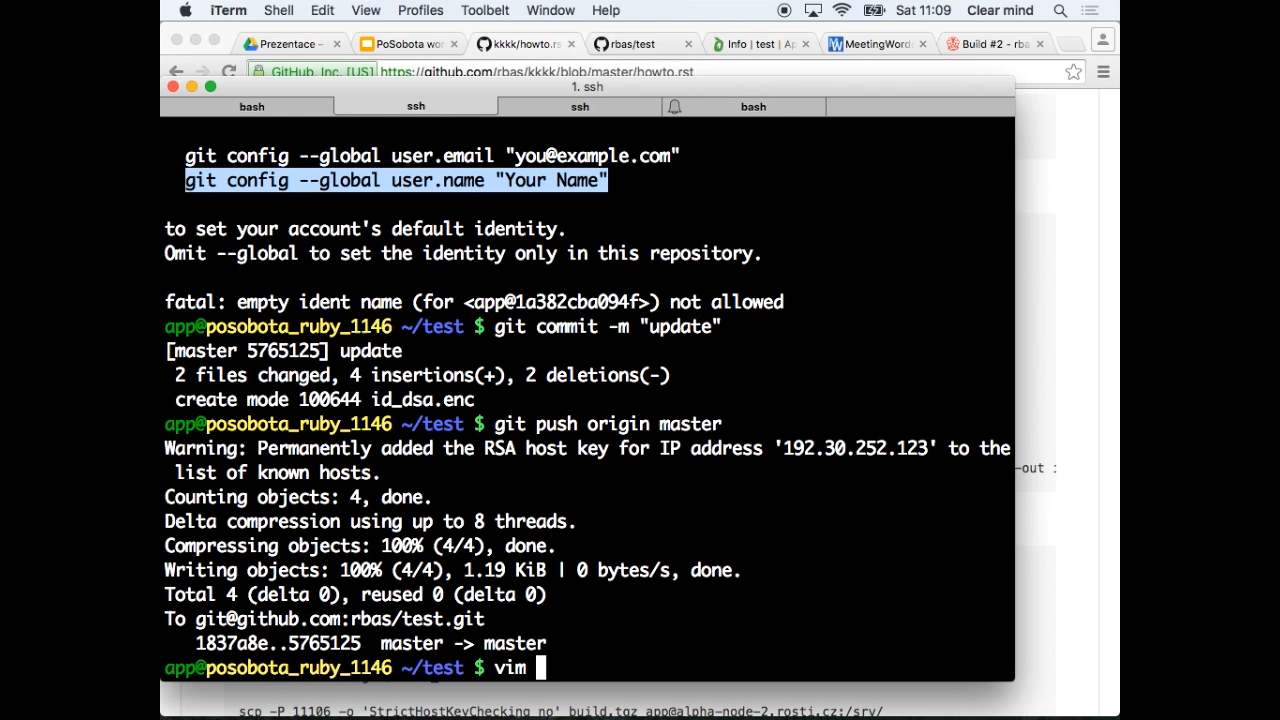 iTerm Shell Edit View Profiles Toolbelt Window Help Sat 11:09 Clear mind
Prezentace – × PoSobota wor × kkkk/howto.rs × rbas/test × Info | test | Ap × MeetingWords × Build #2 - rba ×
GitHub, Inc. [US] https://github.com/rbas/kkkk/blob/master/howto.rst
1. ssh
bash ssh ssh bash
git config --global user.email "you@example.com"
git config --global user.name "Your Name"
to set your account's default identity.
Omit --global to set the identity only in this repository.
fatal: empty ident name (for <app@1a382cba094f>) not allowed
app@posobota_ruby_1146 ~/test $ git commit -m "update"
[master 5765125] update
2 files changed, 4 insertions(+), 2 deletions(-)
create mode 100644 id_dsa.enc
app@posobota_ruby_1146 ~/test $ git push origin master
Warning: Permanently added the RSA host key for IP address '192.30.252.123' to the
list of known hosts.
-out :
Counting objects: 4, done.
Delta compression using up to 8 threads.
Compressing objects: 100% (4/4), done.
Writing objects: 100% (4/4), 1.19 KiB | 0 bytes/s, done.
Total 4 (delta 0), reused 0 (delta 0)
To git@github.com:rbas/test.git
1837a8e..5765125 master -> master
app@posobota_ruby_1146 ~/test $ vim
scp -P 11106 -o 'StrictHostKeyChecking no' build.tgz app@alpha-node-2.rosti.cz:/srv/